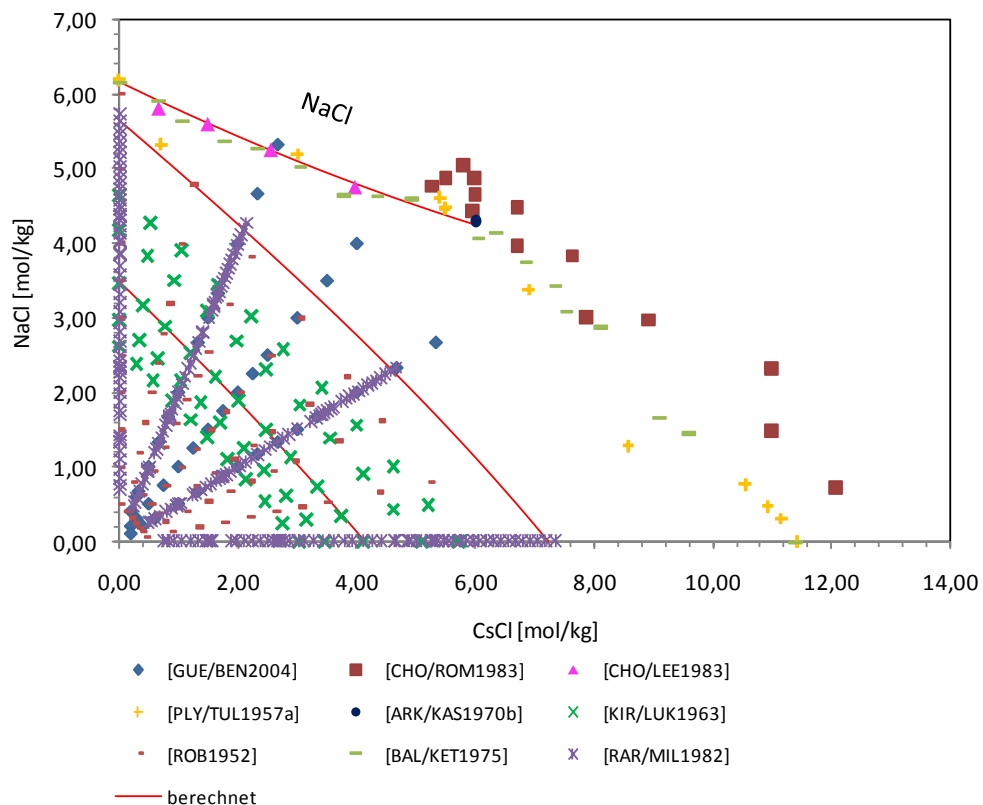 7,00
6,00
5,00
4,00
3,00
2,00
1,00
0,00
NaCl [mol/kg]
NaCl
0,00 2,00 4,00 6,00 8,00 10,00 12,00 14,00
CsCl [mol/kg]
[GUE/BEN2004] [CHO/ROM1983] [CHO/LEE1983]
[PLY/TUL1957a] [ARK/KAS1970b] [KIR/LUK1963]
[ROB1952] [BAL/KET1975] [RAR/MIL1982]
berechnet